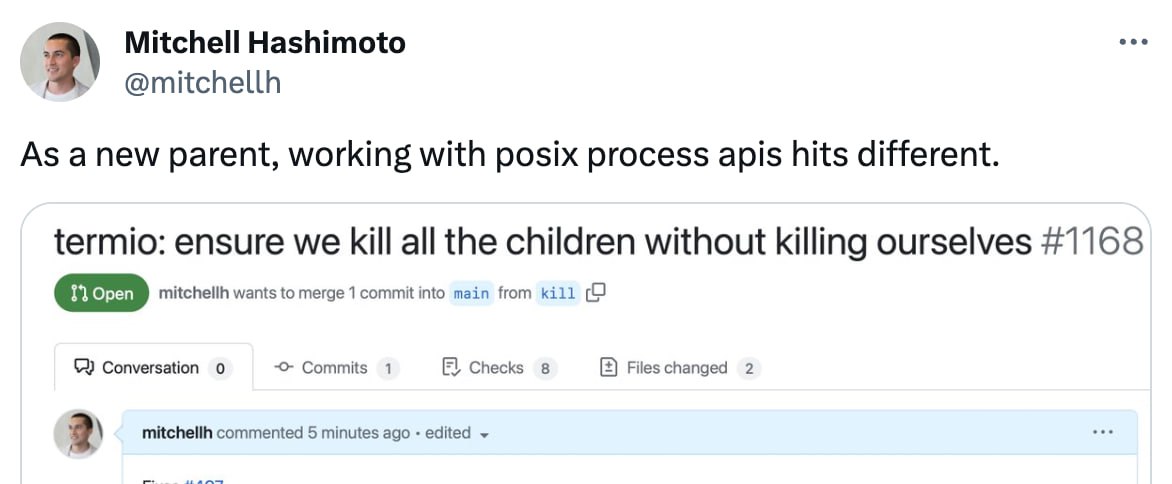 Mitchell Hashimoto
@mitchellh
As a new parent, working with posix process apis hits different.
termio: ensure we kill all the children without killing ourselves #1168
Open mitchellh wants to merge 1 commit into main from kill
Conversation 0 Commits 1 Checks 8 Files changed 2
mitchellh commented 5 minutes ago • edited